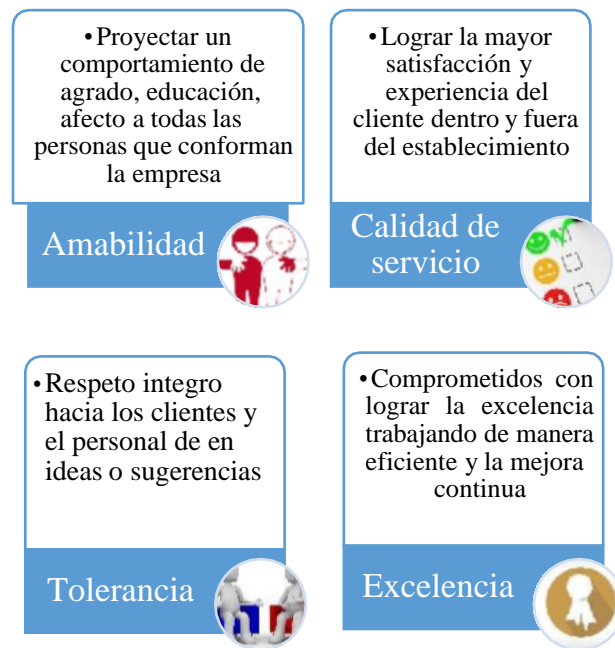 •Proyectar un
comportamiento de
agrado, educación,
afecto a todas las
personas que conforman
la empresa
Amabilidad
•Lograr la mayor
satisfacción y
experiencia del
cliente dentro y fuera
del establecimiento
Calidad de
servicio
•Respeto integro
hacia los clientes y
el personal de en
ideas o sugerencias
Tolerancia
•Comprometidos con
lograr la excelencia
trabajando de manera
eficiente y la mejora
continua
Excelencia